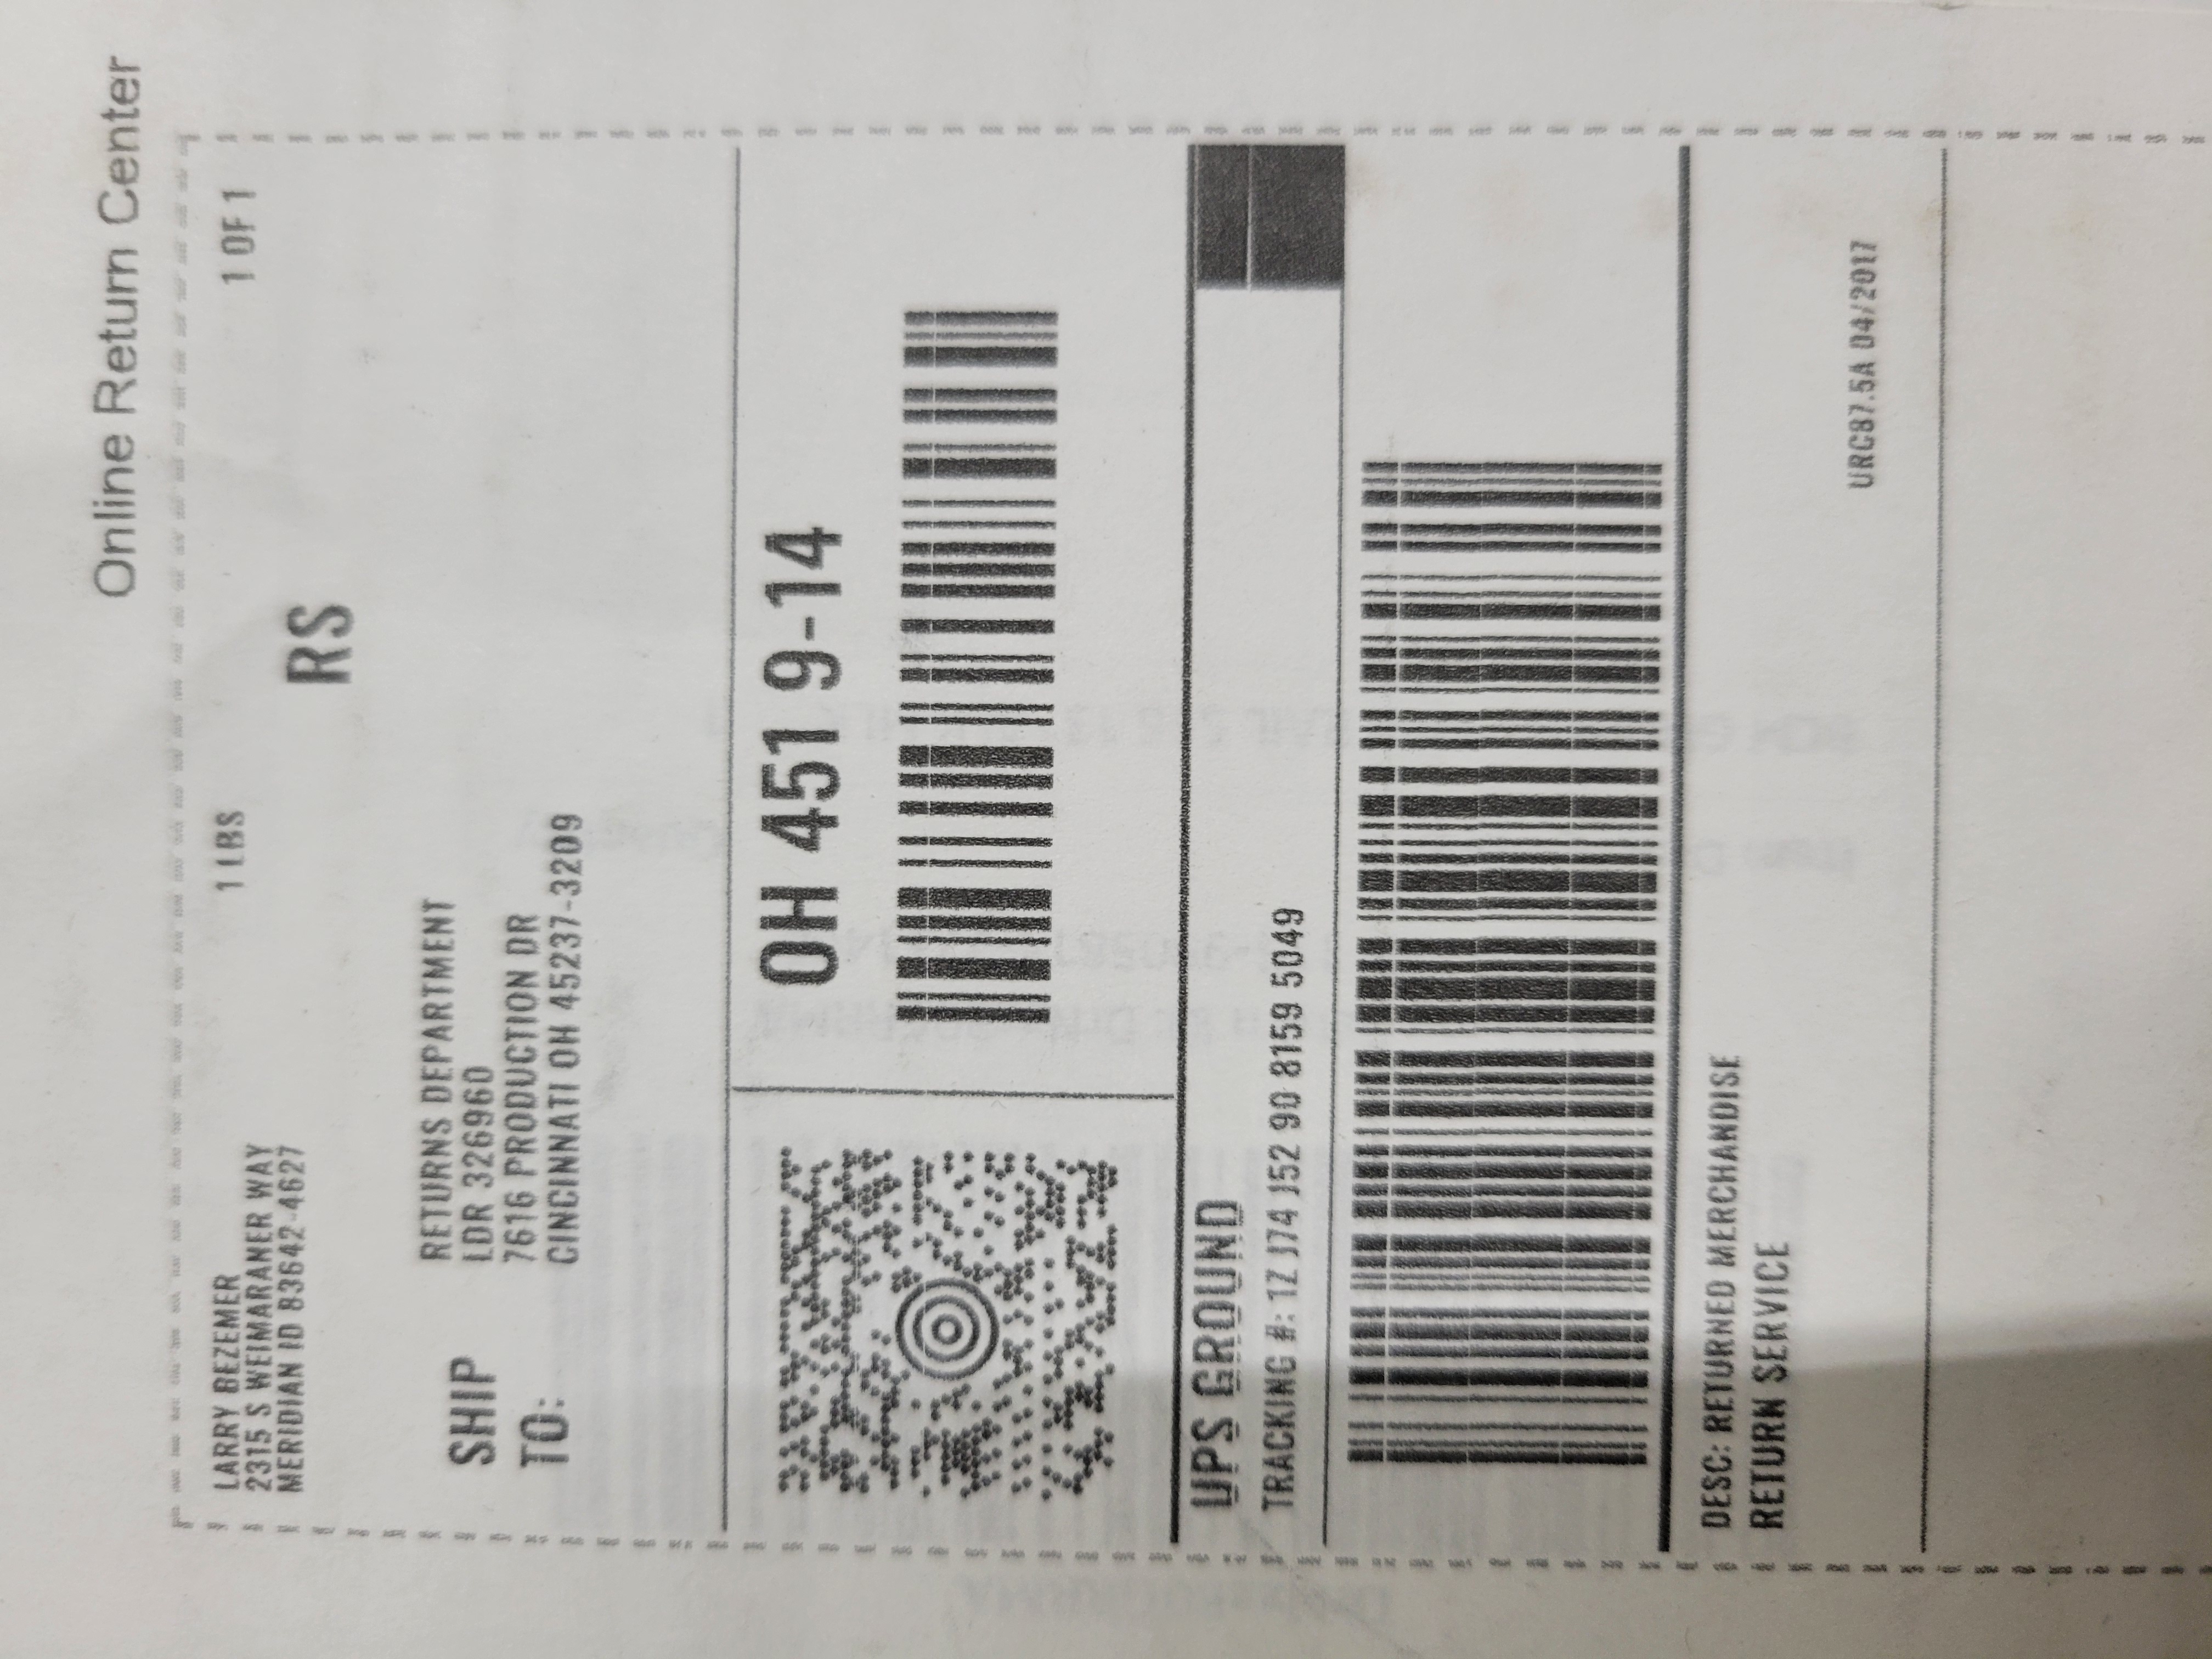 Online Return Center
LARRY BEZEMER
2315 S WEIMARANER WAY
MERIDIAN ID 83642-4627
1 LBS
1 OF 1
RS
SHIP
TO:
RETURNS DEPARTMENT
LDR 326960
7616 PRODUCTION DR
CINCINNATI OH 45237-3209
OH 451 9-14
UPS GROUND
TRACKING #: 1Z J74 J52 90 8159 5049
DESC: RETURNED MERCHANDISE
RETURN SERVICE
URC87.5A 04/2017